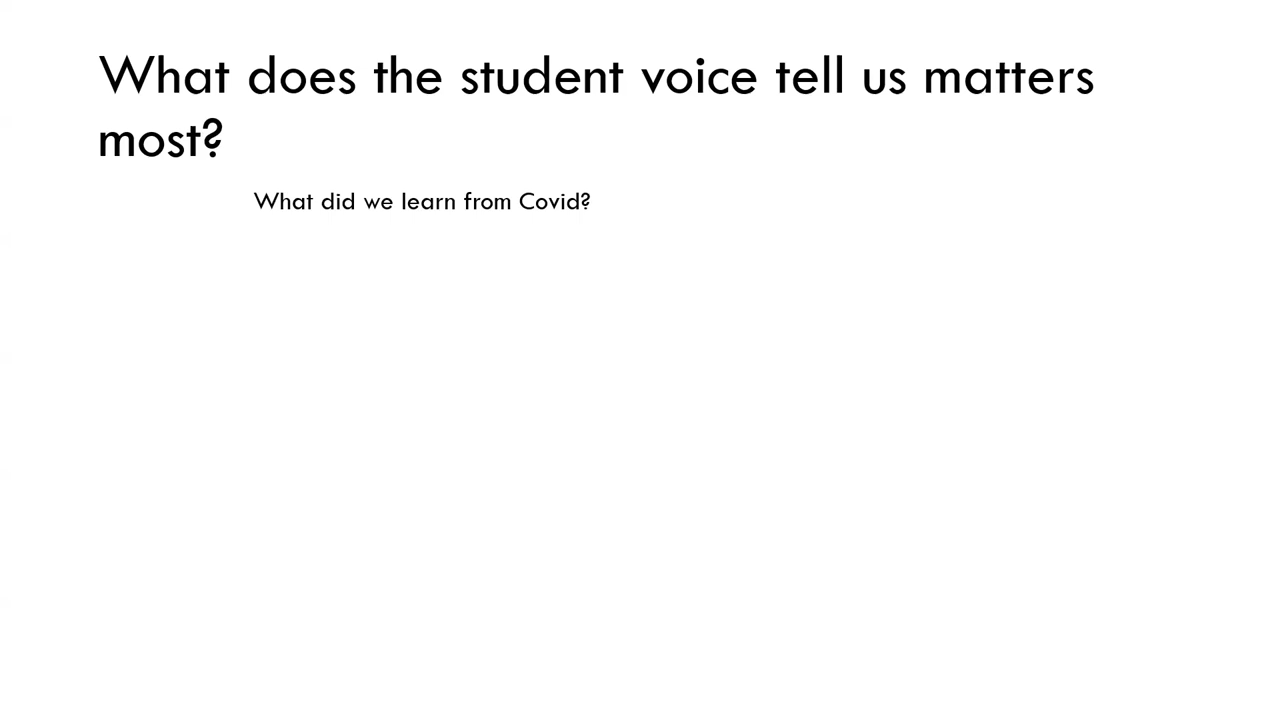 What does the student voice tell us matters
most?
What did we learn from Covid?